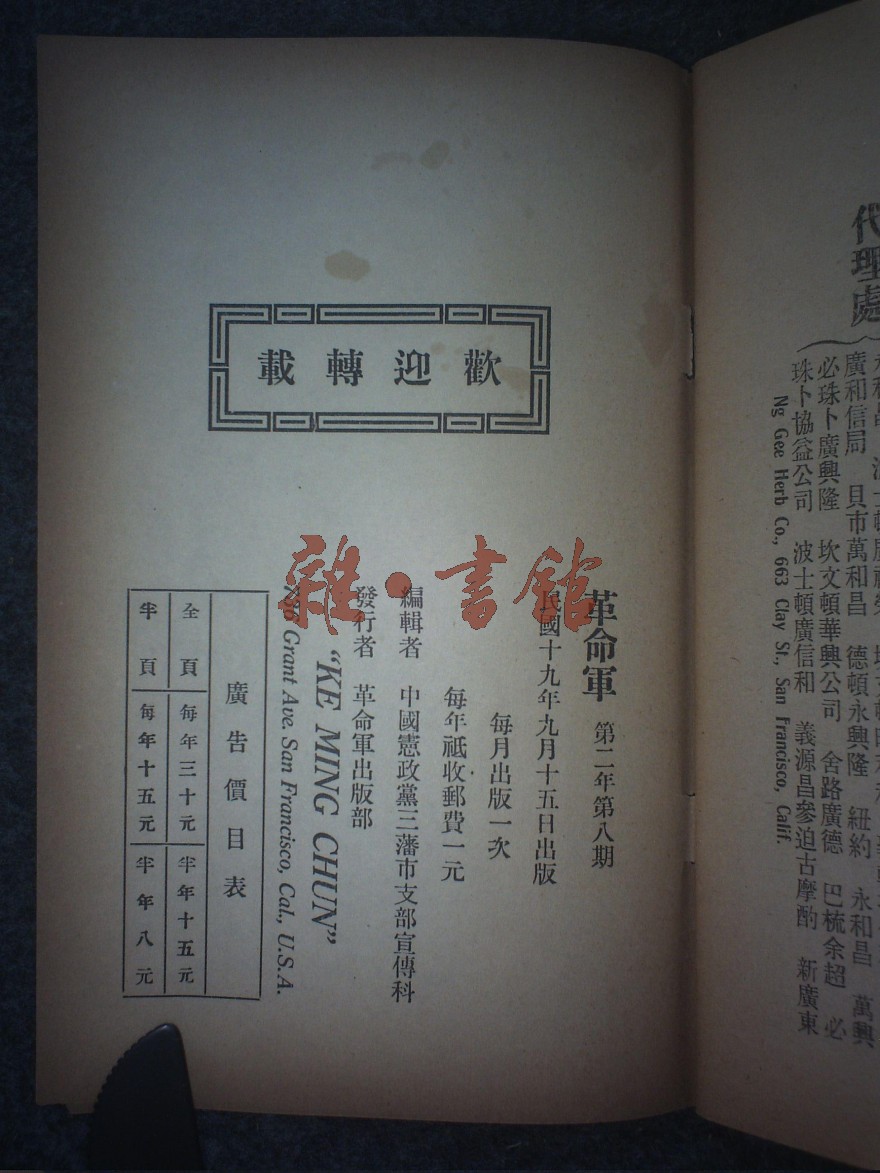 代理處
廣和信局 貝市萬和昌 德頓永興隆 紐約 永和昌 萬興
必珠卜廣興隆 坎文頓華興公司 舍路廣德 巴梳余超 必
珠卜協益公司 波士頓廣信和 義源昌參迫古摩酌 新廣東
Ng Gee Herb Co., 663 Clay St., San Francisco, Calif.
歡迎轉載
革命軍 第二年第八期
民國十九年九月十五日出版
每月出版一次
每年祗收郵費一元
編輯者 中國憲政黨三藩市支部宣傳科
發行者 革命軍出版部
"KE MING CHUN"
736 Grant Ave. San Francisco, Cal., U.S.A.
廣告價目表
全頁 每年三十元 半年十五元
半頁 每年十五元 半年八元
雜·書館